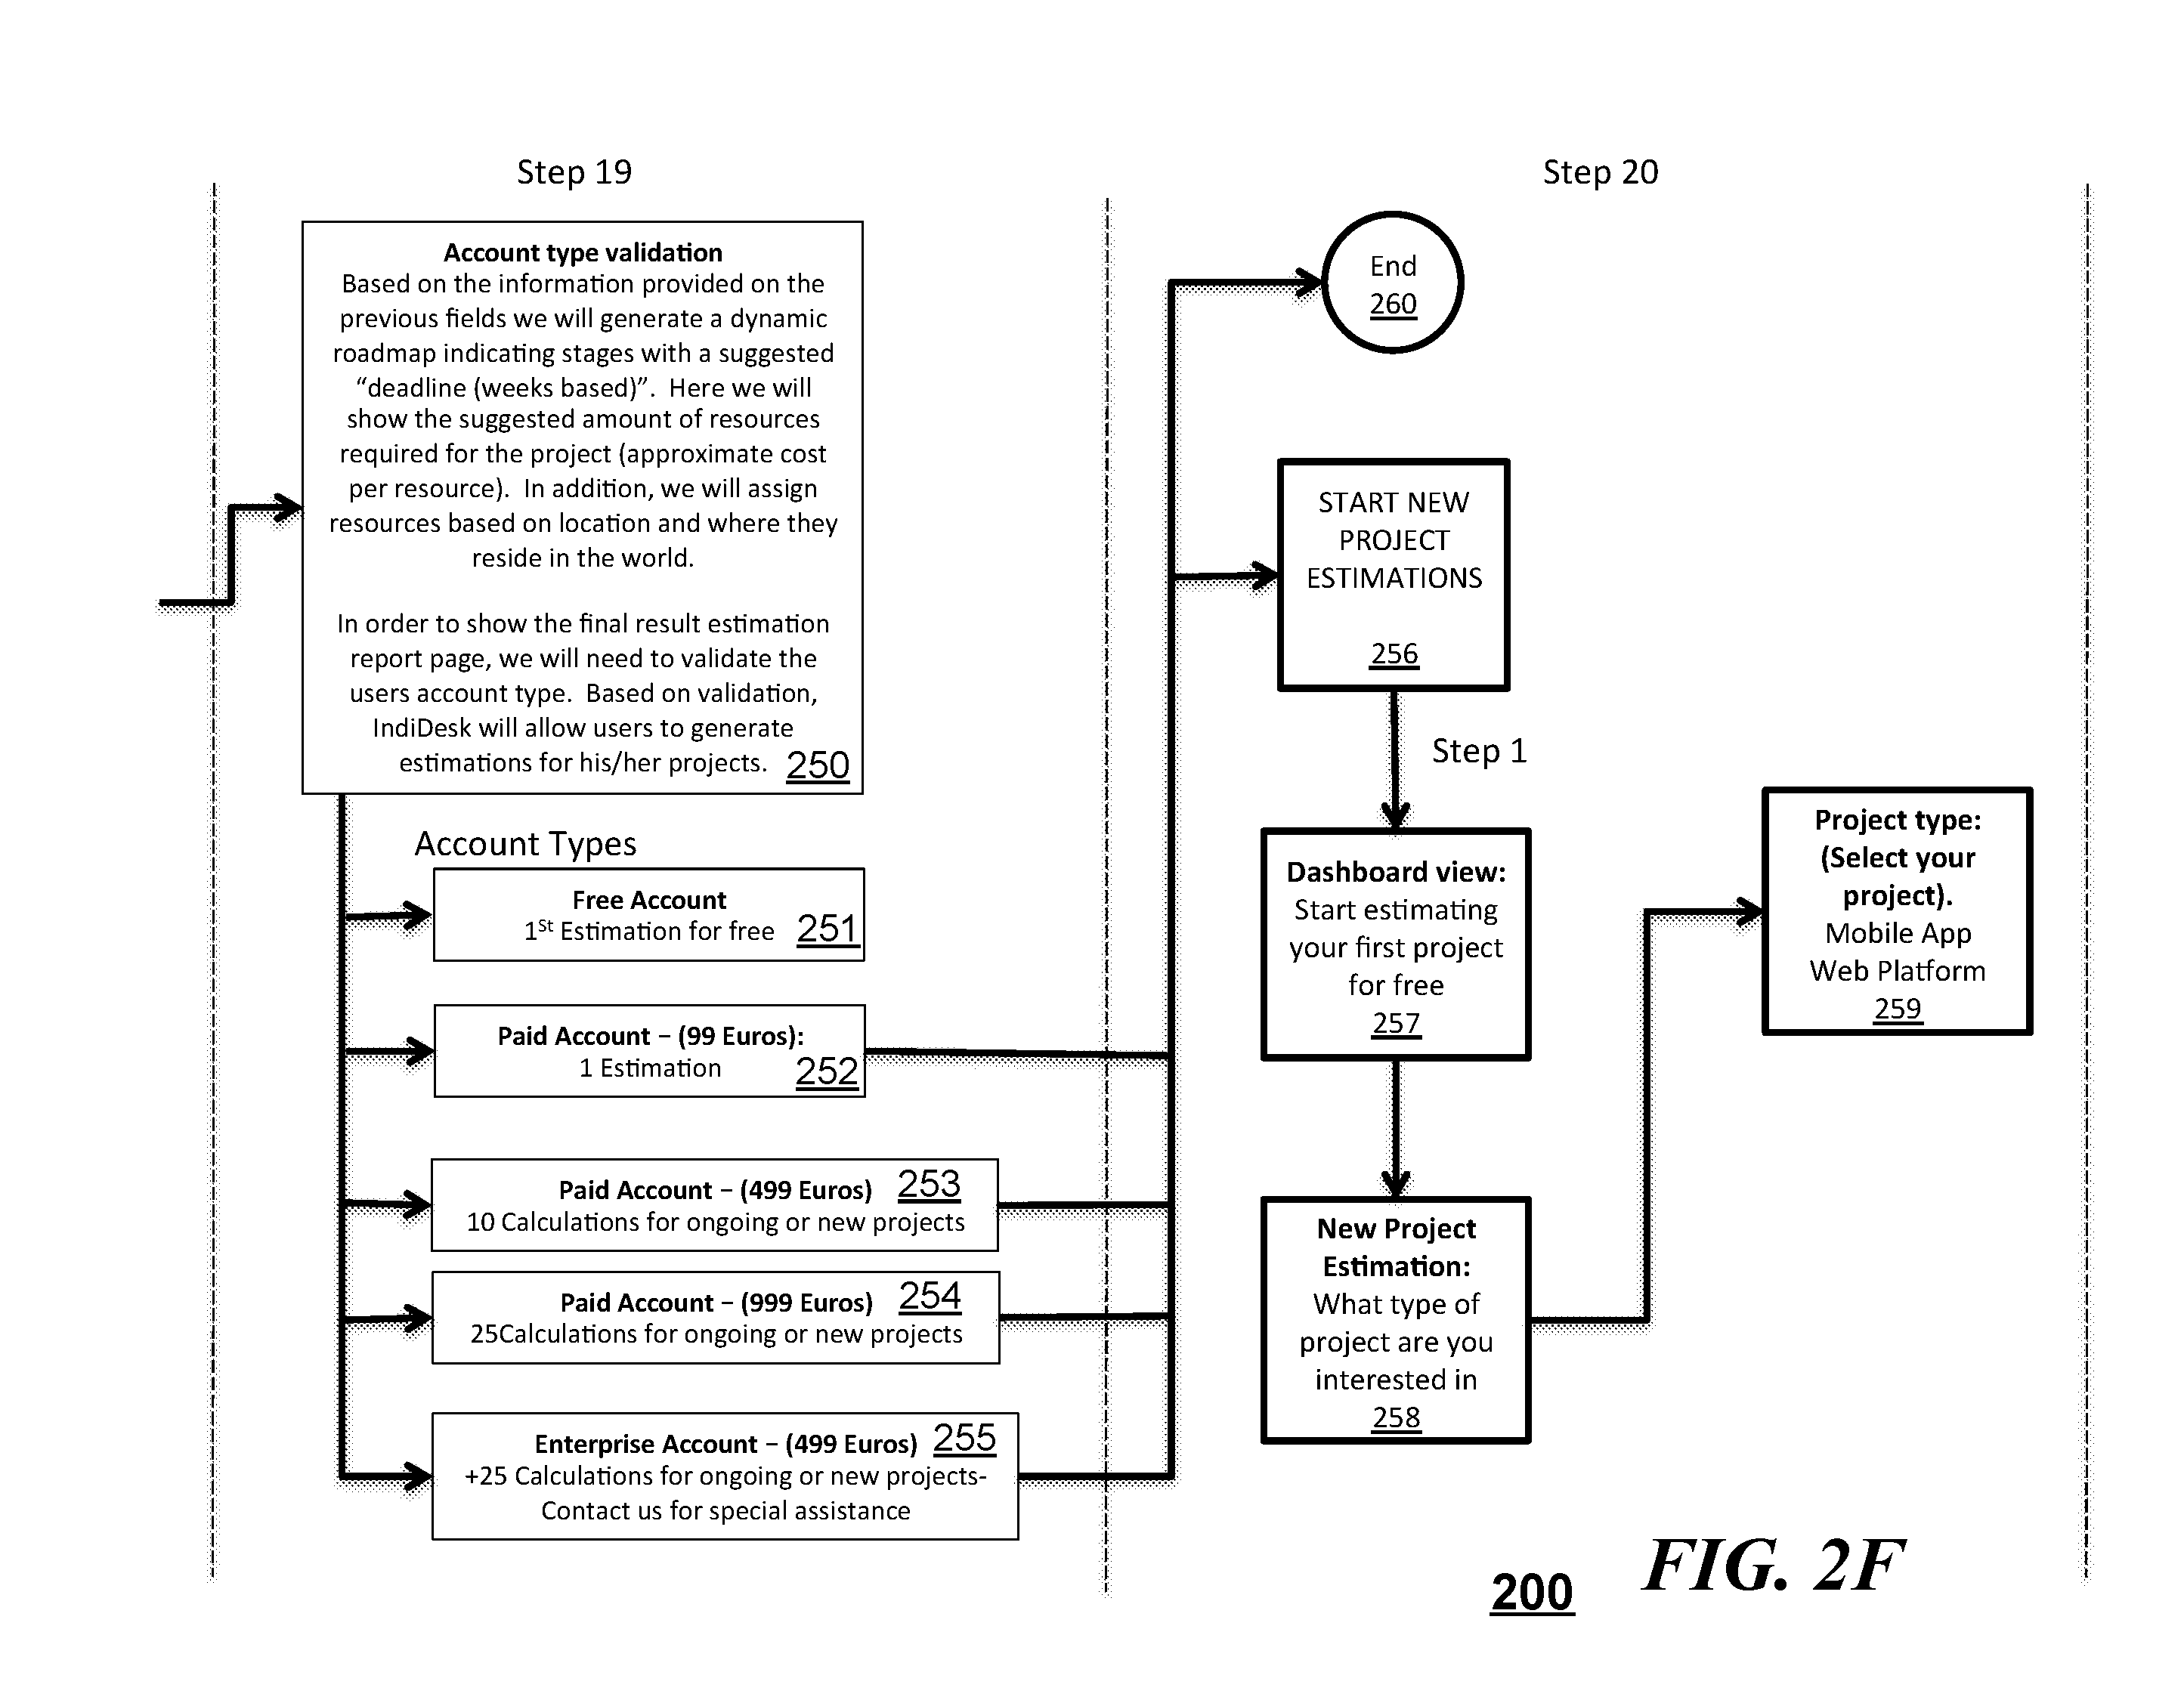 Step 19
Account type validation
Based on the information provided on the
previous fields we will generate a dynamic
roadmap indicating stages with a suggested
“deadline (weeks based)”.  Here we will
show the suggested amount of resources
required for the project (approximate cost
per resource).  In addition, we will assign
resources based on location and where they
reside in the world.
In order to show the final result estimation
report page, we will need to validate the
users account type.  Based on validation,
IndiDesk will allow users to generate
estimations for his/her projects. 250
Account Types
Free Account
1St Estimation for free 251
Paid Account – (99 Euros):
1 Estimation 252
Paid Account – (499 Euros) 253
10 Calculations for ongoing or new projects
Paid Account – (999 Euros) 254
25Calculations for ongoing or new projects
Enterprise Account – (499 Euros) 255
+25 Calculations for ongoing or new projects-
Contact us for special assistance
Step 20
End
260
START NEW
PROJECT
ESTIMATIONS
256
Step 1
Dashboard view:
Start estimating
your first project
for free
257
New Project
Estimation:
What type of
project are you
interested in
258
Project type:
(Select your
project).
Mobile App
Web Platform
259
200 FIG. 2F